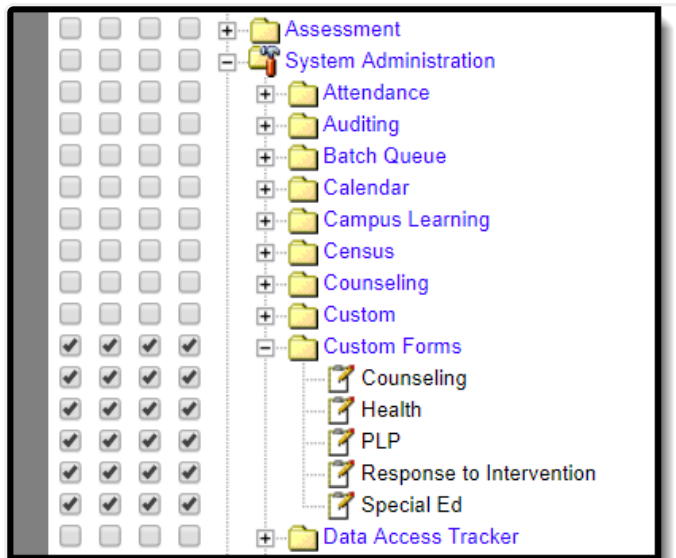 Assessment
System Administration
Attendance
Auditing
Batch Queue
Calendar
Campus Learning
Census
Counseling
Custom
Custom Forms
Counseling
Health
PLP
Response to Intervention
Special Ed
Data Access Tracker